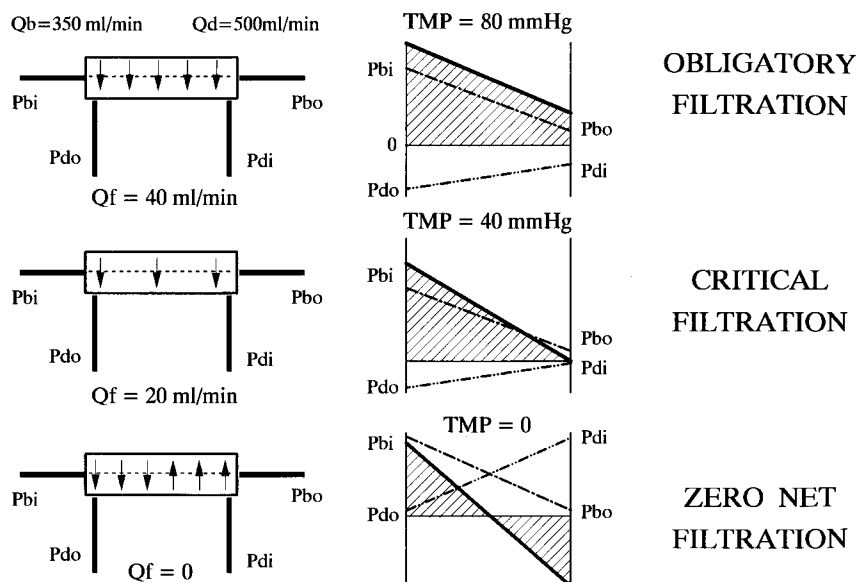 Qb=350 ml/min Qd=500ml/min
Pbi
Pbo
Pdo
Pdi
Qf = 40 ml/min
TMP = 80 mmHg
Pbi
0
Pbo
Pdi
Pdo
OBLIGATORY
FILTRATION
Pbi
Pbo
Pdo
Pdi
Qf = 20 ml/min
TMP = 40 mmHg
Pbi
Pbo
Pdi
Pdo
CRITICAL
FILTRATION
Pbi
Pbo
Pdo
Pdi
Qf = 0
TMP = 0
Pbi
Pdi
Pdo
Pbo
ZERO NET
FILTRATION